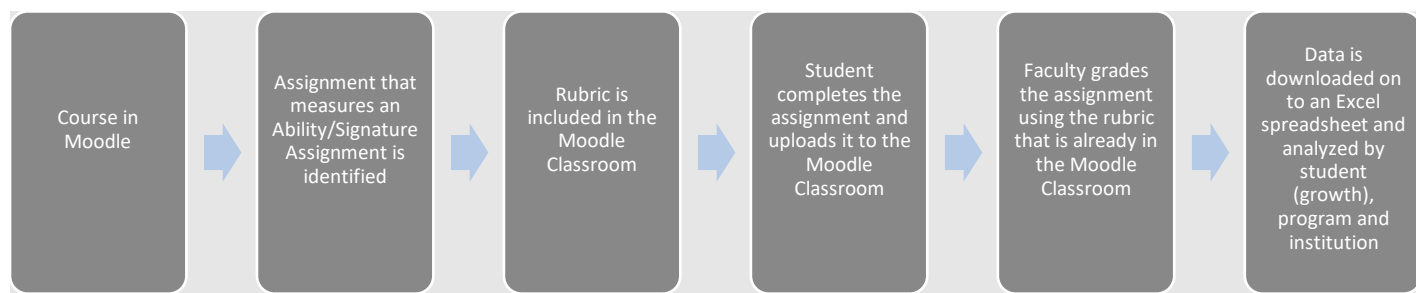 Course in
Moodle
Assignment that
measures an
Ability/Signature
Assignment is
identified
Rubric is
included in the
Moodle
Classroom
Student
completes the
assignment and
uploads it to the
Moodle
Classroom
Faculty grades
the assignment
using the rubric
that is already in
the Moodle
Classroom
Data is
downloaded on
to an Excel
spreadsheet and
analyzed by
student
(growth),
program and
institution